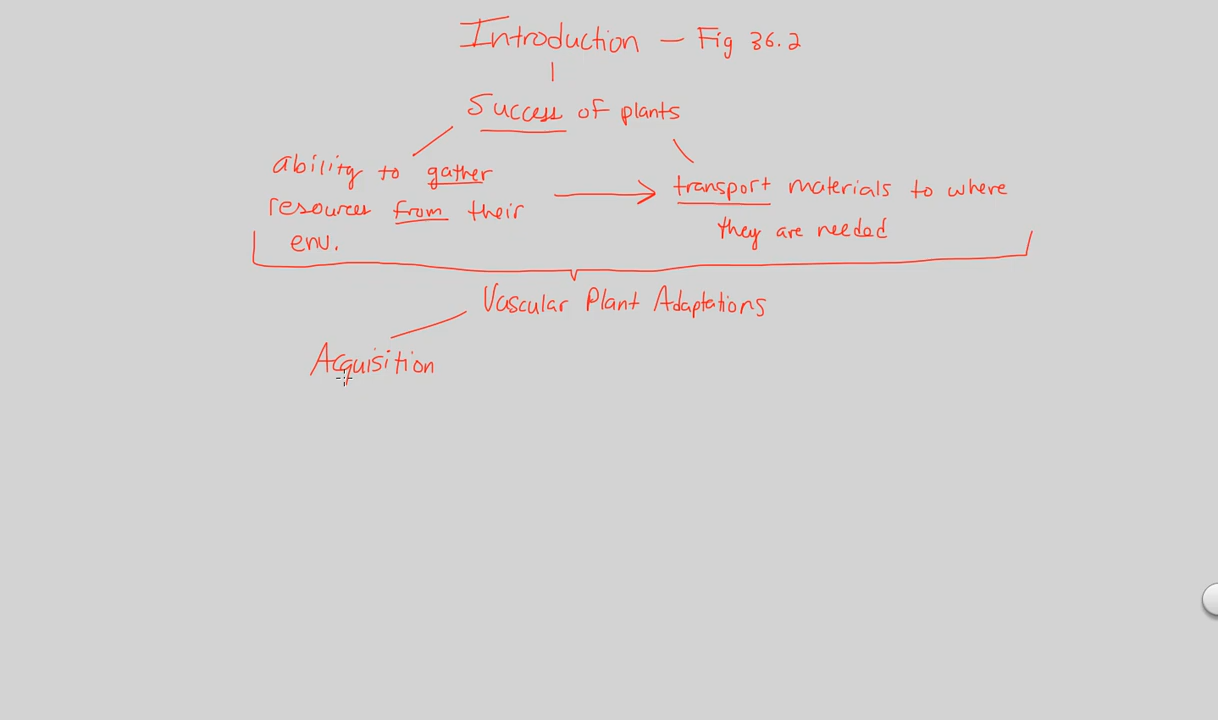 Introduction — Fig 36.2
Success of plants
ability to gather
resources from their
env.
transport materials to where
they are needed
Vascular Plant Adaptations
Acquisition